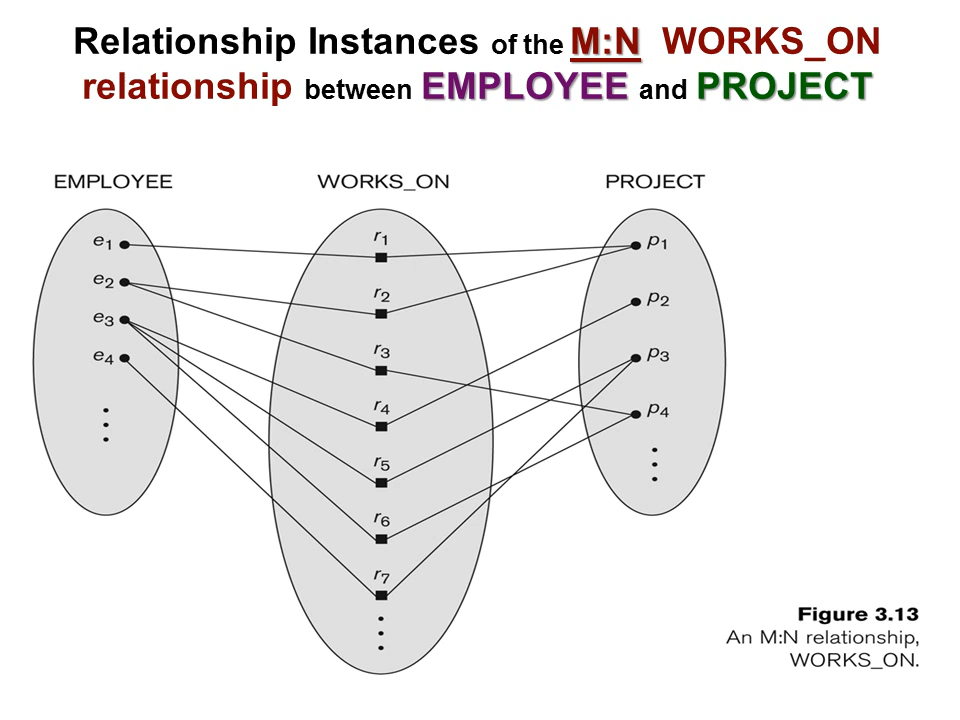 Relationship Instances of the M:N WORKS_ON
relationship between EMPLOYEE and PROJECT
EMPLOYEE WORKS_ON PROJECT
e1
e2
e3
e4
r1
r2
r3
r4
r5
r6
r7
p1
p2
p3
p4
Figure 3.13
An M:N relationship,
WORKS_ON.